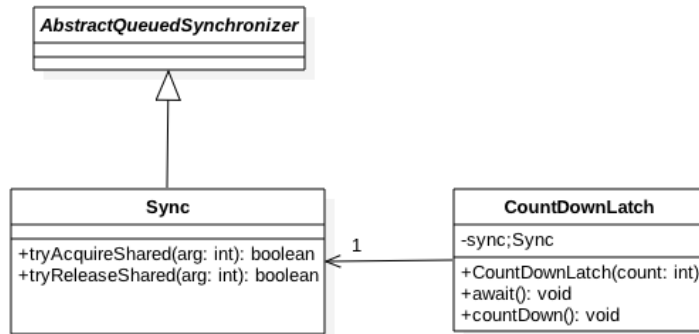 AbstractQueuedSynchronizer
Sync
+tryAcquireShared(arg: int): boolean
+tryReleaseShared(arg: int): boolean
1
CountDownLatch
-sync;Sync
+CountDownLatch(count: int)
+await(): void
+countDown(): void